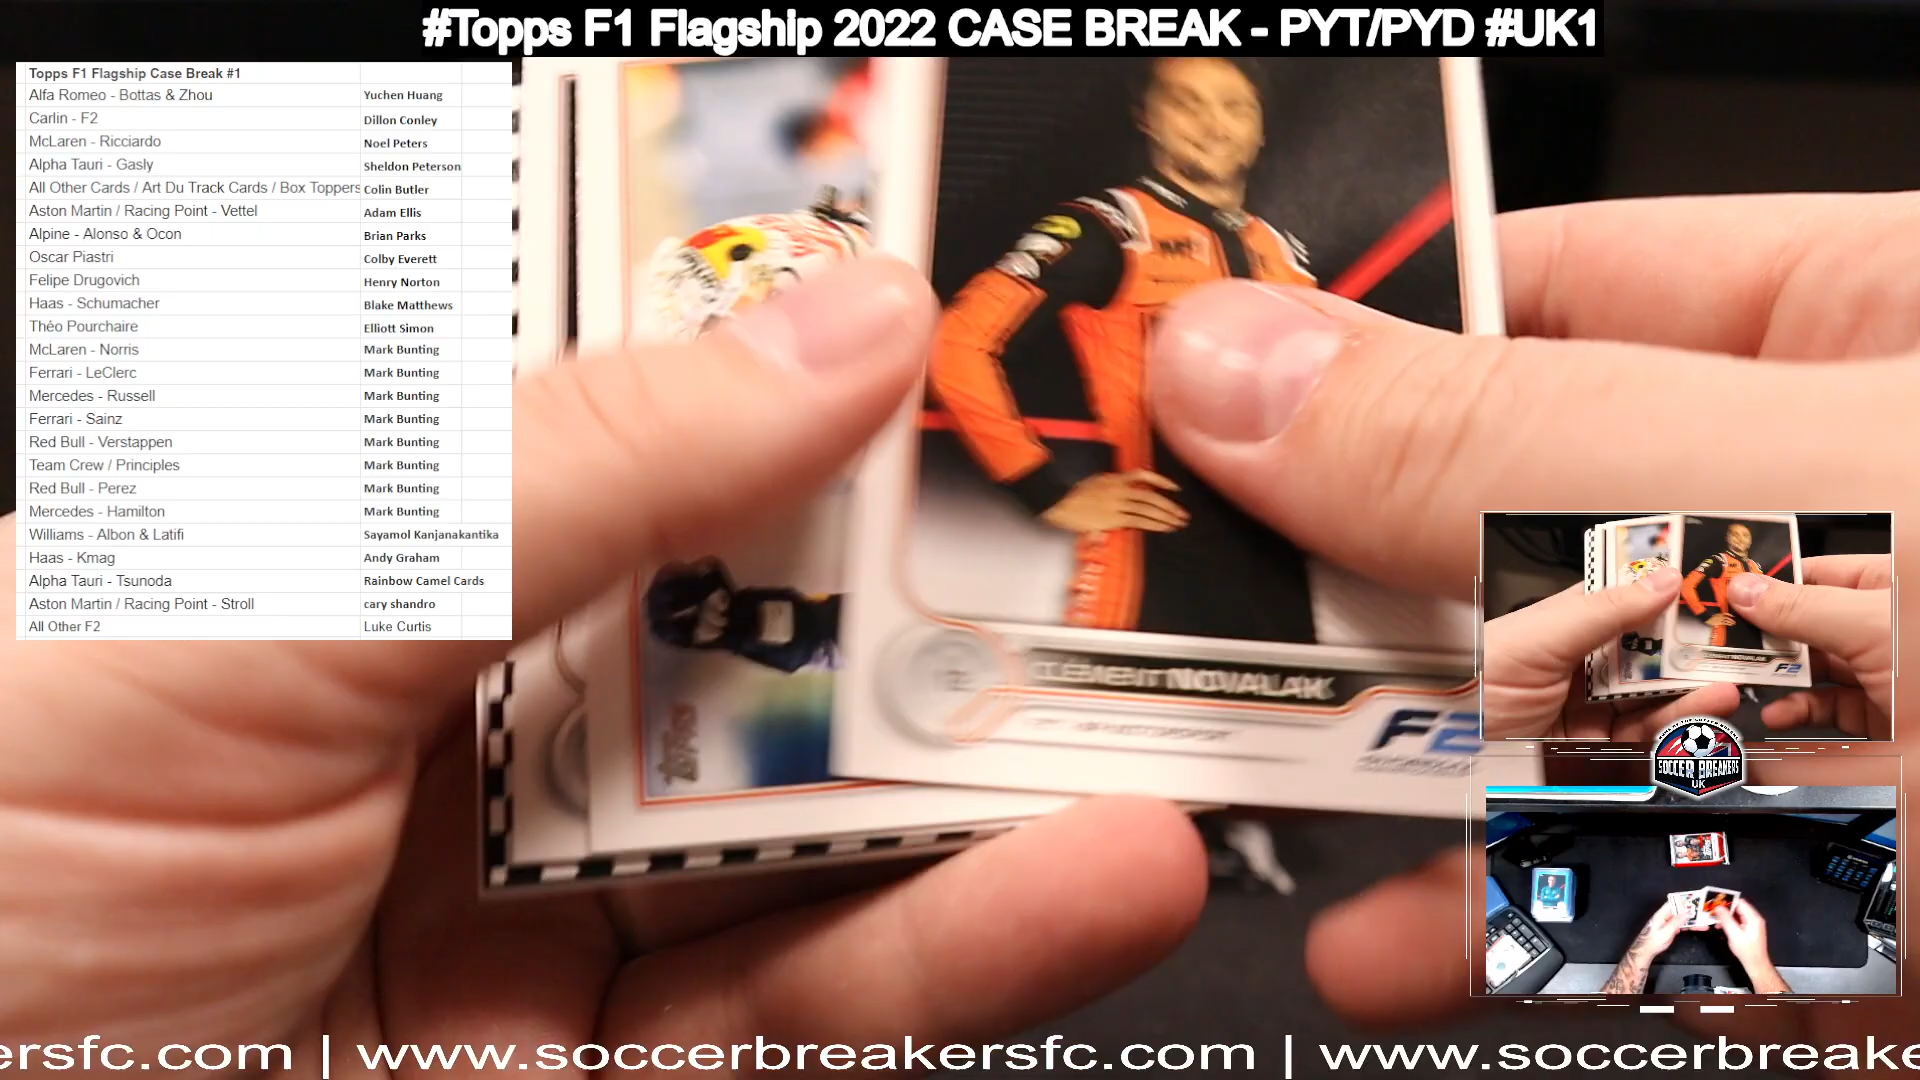 #Topps F1 Flagship 2022 CASE BREAK - PYT/PYD #UK1
Topps F1 Flagship Case Break #1
Alfa Romeo - Bottas & Zhou Yuchen Huang
Carlin - F2 Dillon Conley
McLaren - Ricciardo Noel Peters
Alpha Tauri - Gasly Sheldon Peterson
All Other Cards / Art Du Track Cards / Box Toppers Colin Butler
Aston Martin / Racing Point - Vettel Adam Ellis
Alpine - Alonso & Ocon Brian Parks
Oscar Piastri Colby Everett
Felipe Drugovich Henry Norton
Haas - Schumacher Blake Matthews
Théo Pourchaire Elliott Simon
McLaren - Norris Mark Bunting
Ferrari - LeClerc Mark Bunting
Mercedes - Russell Mark Bunting
Ferrari - Sainz Mark Bunting
Red Bull - Verstappen Mark Bunting
Team Crew / Principles Mark Bunting
Red Bull - Perez Mark Bunting
Mercedes - Hamilton Mark Bunting
Williams - Albon & Latifi Sayamol Kanjanakantika
Haas - Kmag Andy Graham
Alpha Tauri - Tsunoda Rainbow Camel Cards
Aston Martin / Racing Point - Stroll cary shandro
All Other F2 Luke Curtis
CLÉMENT NOVALAK
F2
topps
CLÉMENT NOVALAK
F2
SOCCER BREAKERS
UK
ersfc.com | www.soccerbreakersfc.com | www.soccerbreake